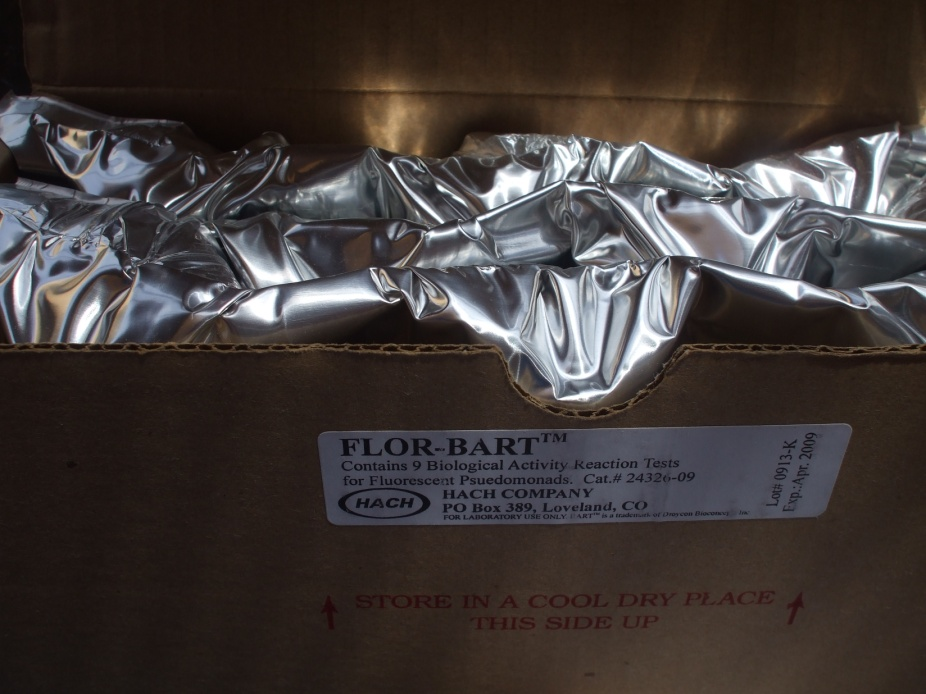 FLOR-BART™
Contains 9 Biological Activity Reaction Tests
for Fluorescent Psuedomonads. Cat.# 24326-09
HACH
HACH COMPANY
PO Box 389, Loveland, CO
FOR LABORATORY USE ONLY BART™ is a trademark of Droycon Inc
Lot# 0913-K
Exp.:Apr. 2009
STORE IN A COOL DRY PLACE
THIS SIDE UP